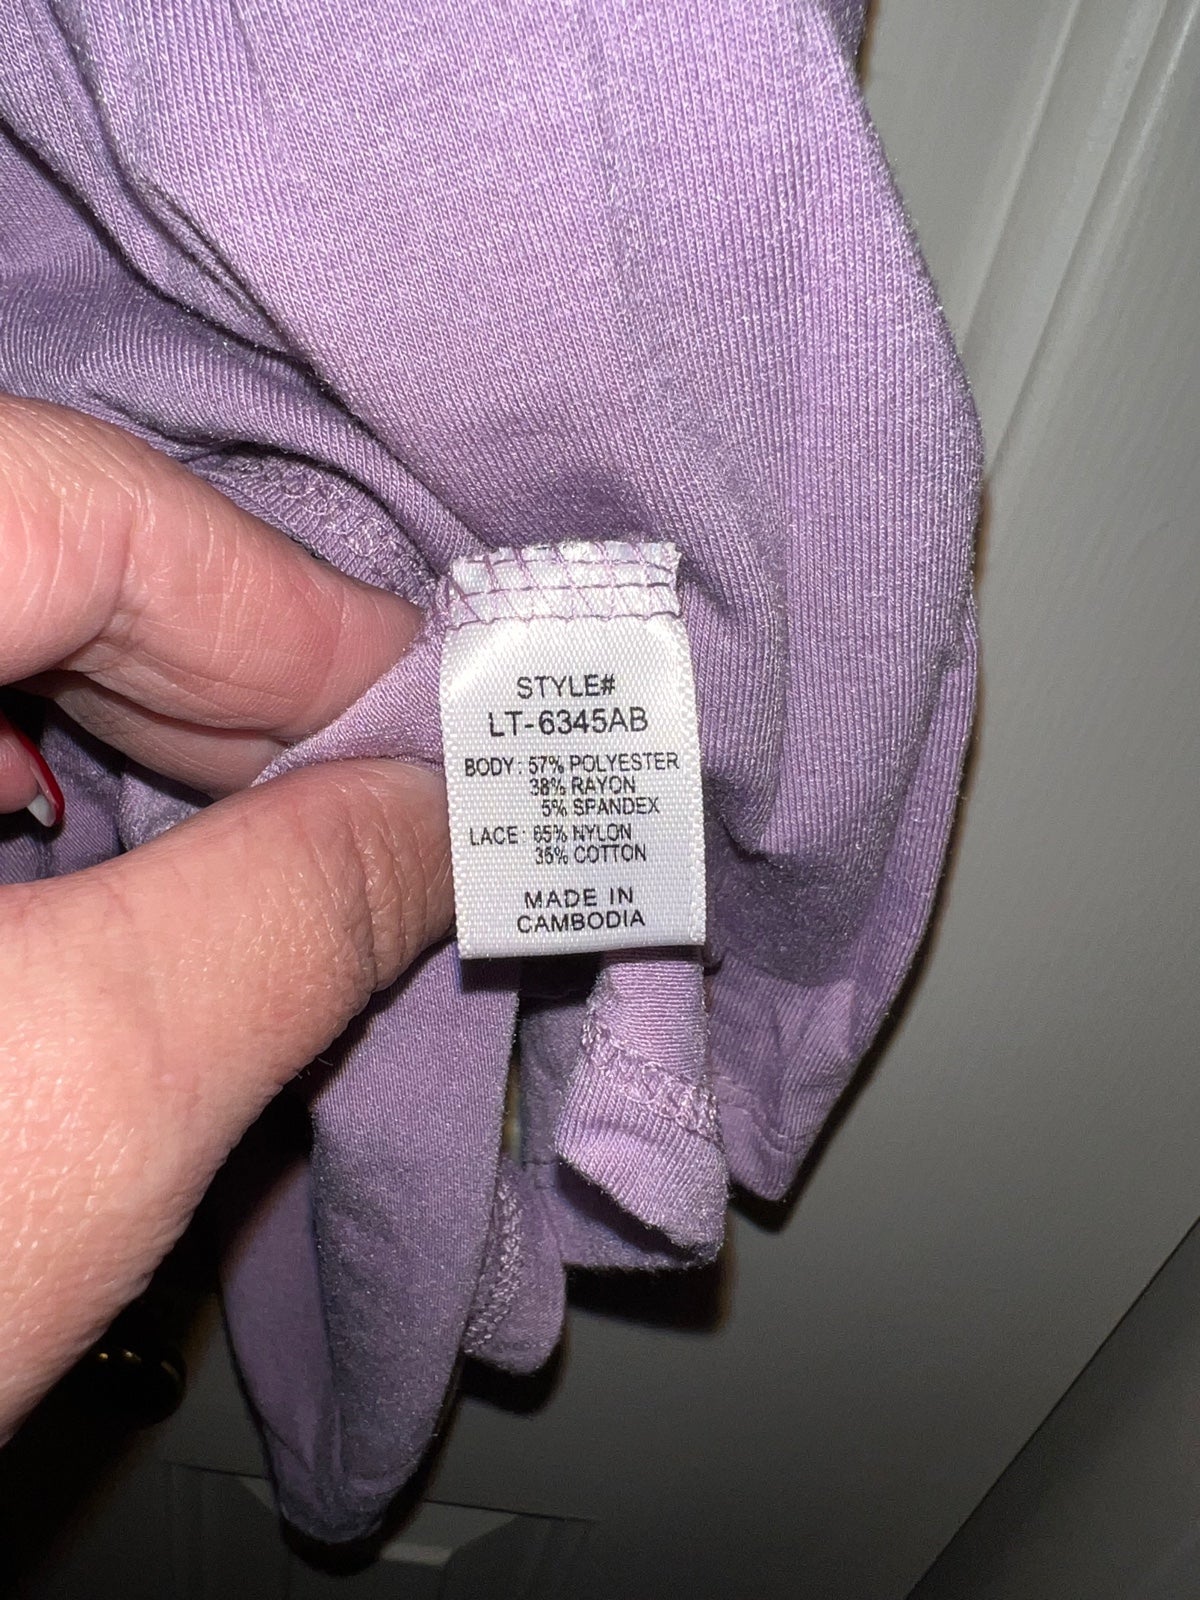 STYLE#
LT-6345AB
BODY: 57% POLYESTER
38% RAYON
5% SPANDEX
LACE: 65% NYLON
35% COTTON
MADE IN
CAMBODIA